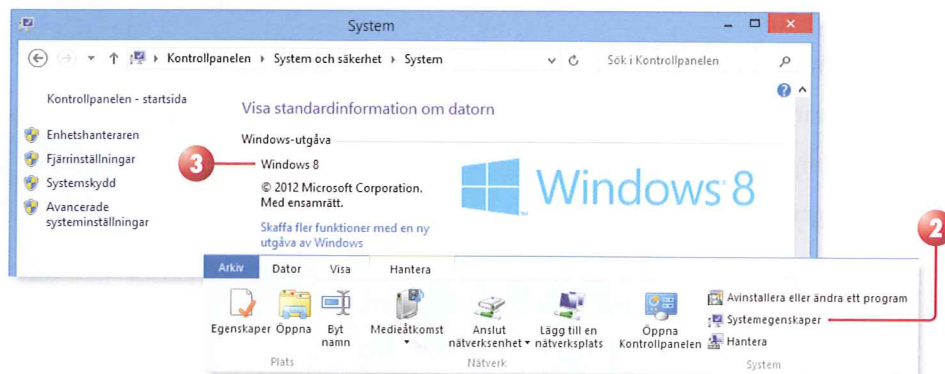 System
Kontrollpanelen System och säkerhet System
Sök i Kontrollpanelen
Kontrollpanelen - startsida
Enhetshanteraren
Fjärrinställningar
Systemskydd
Avancerade
systeminställningar
Visa standardinformation om datorn
Windows-utgåva
3
Windows 8
© 2012 Microsoft Corporation.
Med ensamrätt.
Skaffa fler funktioner med en ny
utgåva av Windows
Windows 8
2
Arkiv Dator Visa Hantera
Egenskaper Öppna Byt
namn
Plats
Medieåtkomst Anslut
nätverksenhet Lägg till en
nätverksplats
Nätverk
Öppna
Kontrollpanelen
Avinstallera eller ändra ett program
Systemegenskaper
Hantera
System